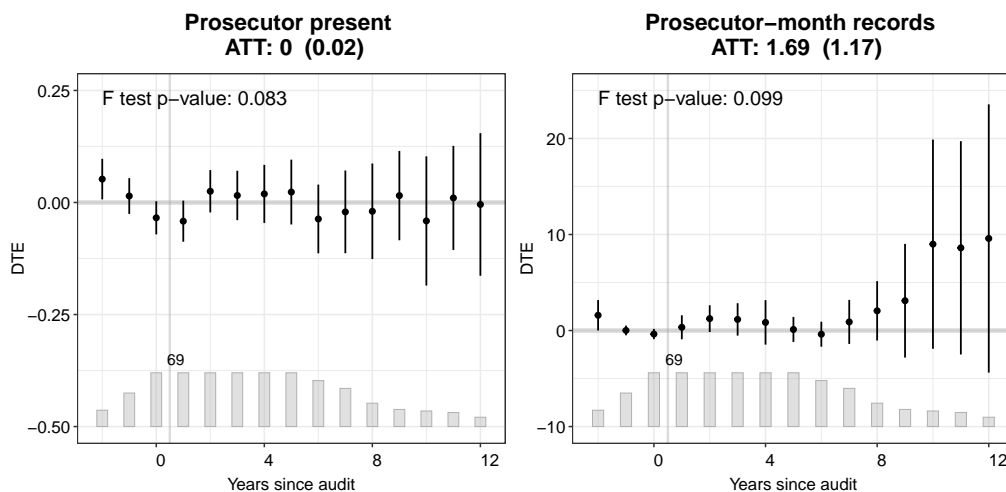 Prosecutor present
ATT: 0 (0.02)
F test p−value: 0.083
0.25
0.00
−0.25
−0.50
DTE
69
0
4
8
12
Years since audit
Prosecutor−month records
ATT: 1.69 (1.17)
F test p−value: 0.099
20
10
0
−10
DTE
69
0
4
8
12
Years since audit